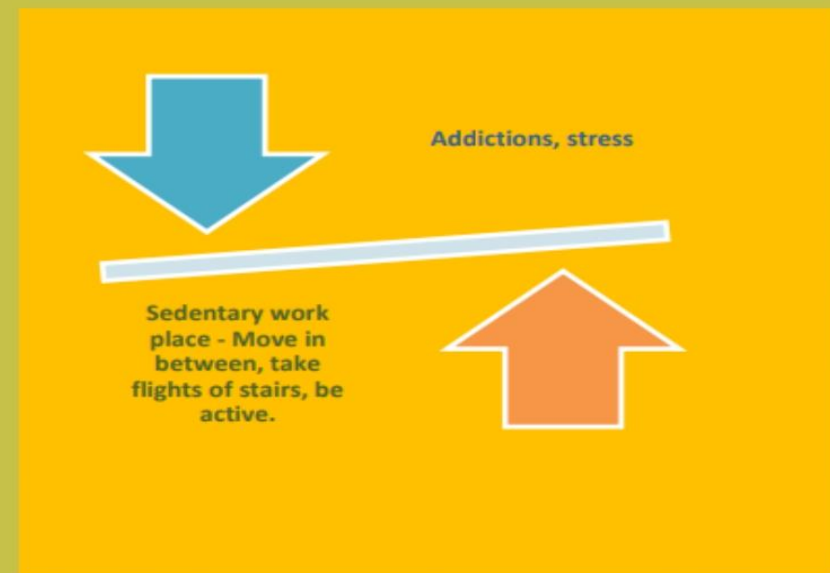 Addictions, stress
Sedentary work
place - Move in
between, take
flights of stairs, be
active.